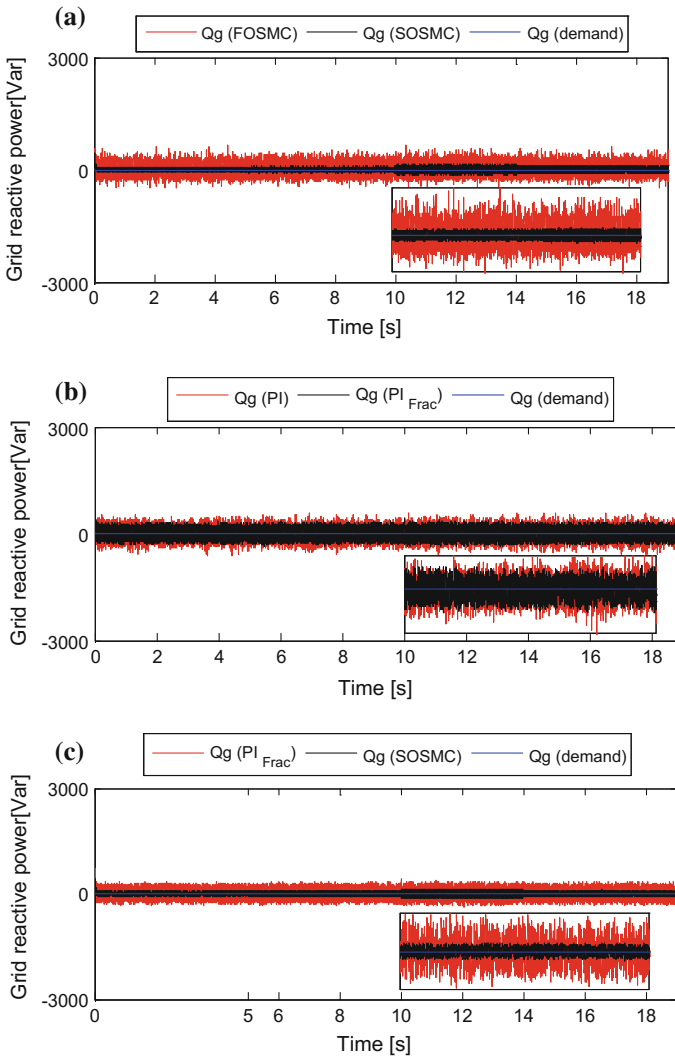 (a)
Qg (FOSMC) Qg (SOSMC) Qg (demand)
Grid reactive power[Var]
3000
0
-3000
0 2 4 6 8 10 12 14 16 18
Time [s]
(b)
Qg (PI) Qg (PI Frac) Qg (demand)
Grid reactive power[Var]
3000
0
-3000
0 2 4 6 8 10 12 14 16 18
Time [s]
(c)
Qg (PI Frac) Qg (SOSMC) Qg (demand)
Grid reactive power[Var]
3000
0
-3000
0 5 6 8 10 12 14 16 18
Time [s]